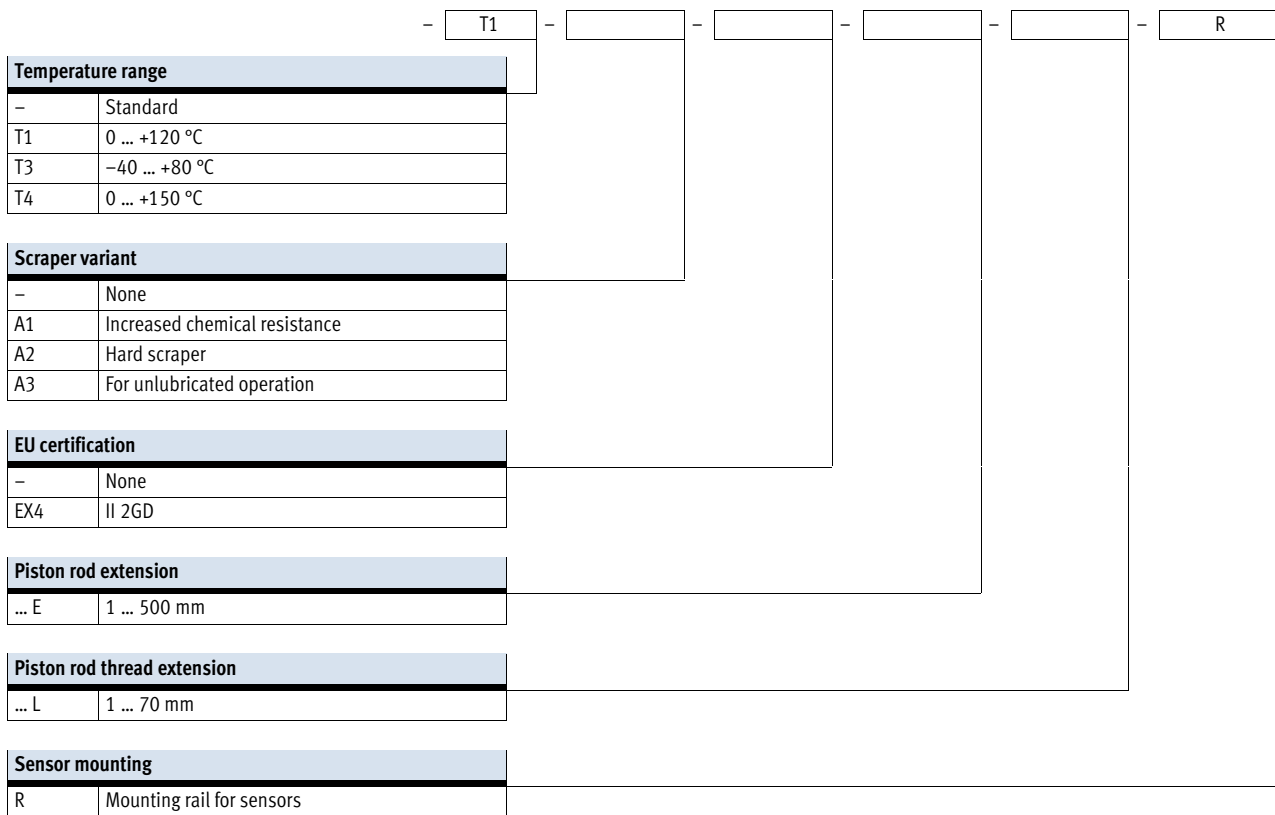 – T1 – – – – – R
Temperature range
– Standard
T1 0 ... +120 °C
T3 –40 ... +80 °C
T4 0 ... +150 °C
Scraper variant
– None
A1 Increased chemical resistance
A2 Hard scraper
A3 For unlubricated operation
EU certification
– None
EX4 II 2GD
Piston rod extension
... E 1 ... 500 mm
Piston rod thread extension
... L 1 ... 70 mm
Sensor mounting
R Mounting rail for sensors